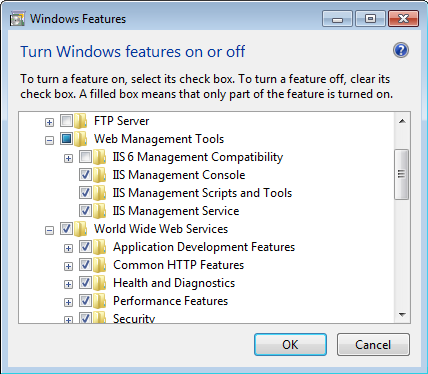 Windows Features
Turn Windows features on or off
To turn a feature on, select its check box. To turn a feature off, clear its
check box. A filled box means that only part of the feature is turned on.
FTP Server
Web Management Tools
IIS 6 Management Compatibility
IIS Management Console
IIS Management Scripts and Tools
IIS Management Service
World Wide Web Services
Application Development Features
Common HTTP Features
Health and Diagnostics
Performance Features
Security
OK
Cancel